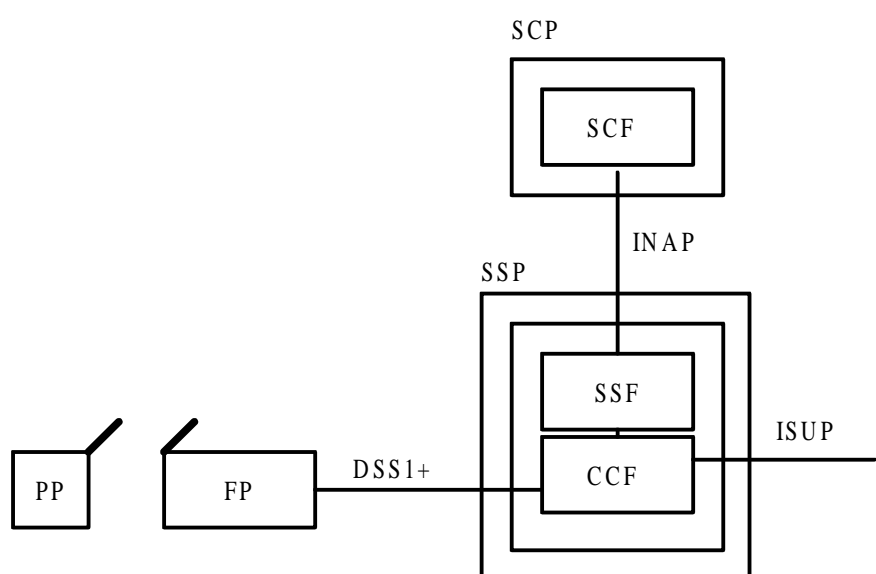 SCP
SCF
INAP
SSP
SSF
ISUP
DSS1+
CCF
PP
FP